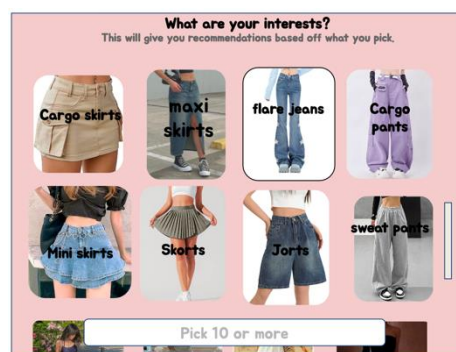 What are your interests?
This will give you recommendations based off what you pick.
Cargo skirts
maxi
skirts
flare jeans
Cargo
pants
Mini skirts
Skorts
Jorts
sweat pants
Pick 10 or more